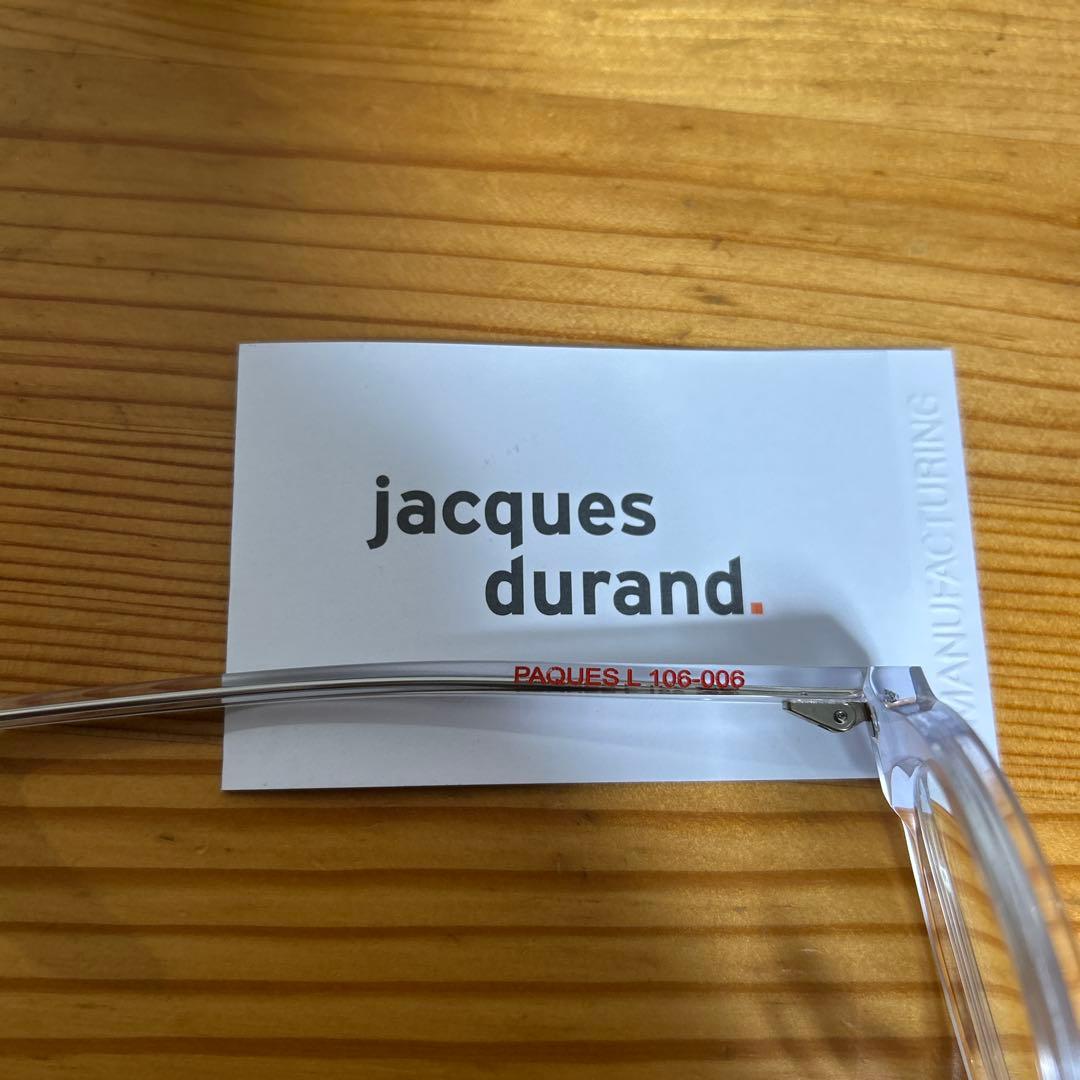 jacques
durand.
MANUFACTURING
PAQUES L 106-006